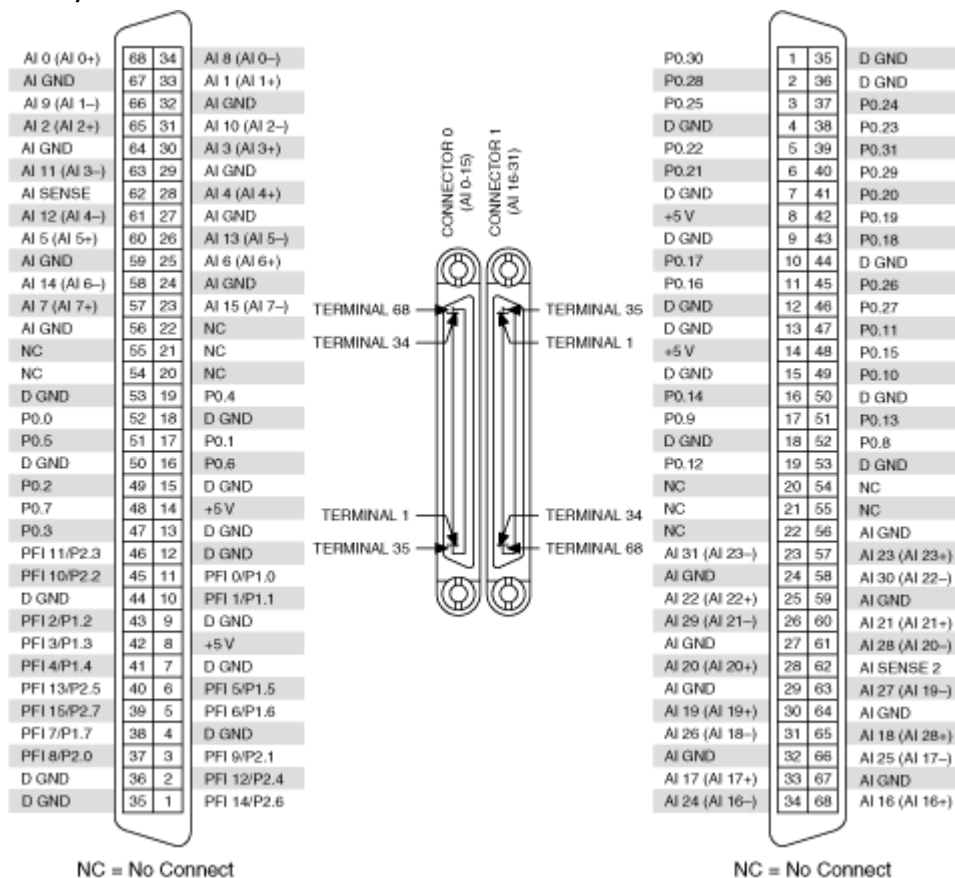 AI 0 (AI 0+) 68 34 AI 8 (AI 0–)
AI GND 67 33 AI 1 (AI 1+)
AI 9 (AI 1–) 66 32 AI GND
AI 2 (AI 2+) 65 31 AI 10 (AI 2–)
AI GND 64 30 AI 3 (AI 3+)
AI 11 (AI 3–) 63 29 AI GND
AI SENSE 62 28 AI 4 (AI 4+)
AI 12 (AI 4–) 61 27 AI GND
AI 5 (AI 5+) 60 26 AI 13 (AI 5–)
AI GND 59 25 AI 6 (AI 6+)
AI 14 (AI 6–) 58 24 AI GND
AI 7 (AI 7+) 57 23 AI 15 (AI 7–)
AI GND 56 22 NC
NC 55 21 NC
NC 54 20 NC
D GND 53 19 P0.4
P0.0 52 18 D GND
P0.5 51 17 P0.1
D GND 50 16 P0.6
P0.2 49 15 D GND
P0.7 48 14 +5 V
P0.3 47 13 D GND
PFI 11/P2.3 46 12 D GND
PFI 10/P2.2 45 11 PFI 0/P1.0
D GND 44 10 PFI 1/P1.1
PFI 2/P1.2 43 9 D GND
PFI 3/P1.3 42 8 +5 V
PFI 4/P1.4 41 7 D GND
PFI 13/P2.5 40 6 PFI 5/P1.5
PFI 15/P2.7 39 5 PFI 6/P1.6
PFI 7/P1.7 38 4 D GND
PFI 8/P2.0 37 3 PFI 9/P2.1
D GND 36 2 PFI 12/P2.4
D GND 35 1 PFI 14/P2.6
NC = No Connect
CONNECTOR 0
(AI 0-15)
CONNECTOR 1
(AI 16-31)
TERMINAL 68
TERMINAL 34
TERMINAL 35
TERMINAL 1
TERMINAL 1
TERMINAL 35
TERMINAL 34
TERMINAL 68
P0.30 1 35 D GND
P0.28 2 36 D GND
P0.25 3 37 P0.24
D GND 4 38 P0.23
P0.22 5 39 P0.31
P0.21 6 40 P0.29
D GND 7 41 P0.20
+5 V 8 42 P0.19
D GND 9 43 P0.18
P0.17 10 44 D GND
P0.16 11 45 P0.26
D GND 12 46 P0.27
D GND 13 47 P0.11
+5 V 14 48 P0.15
D GND 15 49 P0.10
P0.14 16 50 D GND
P0.9 17 51 P0.13
D GND 18 52 P0.8
P0.12 19 53 D GND
NC 20 54 NC
NC 21 55 NC
NC 22 56 AI GND
AI 31 (AI 23–) 23 57 AI 23 (AI 23+)
AI GND 24 58 AI 30 (AI 22–)
AI 22 (AI 22+) 25 59 AI GND
AI 29 (AI 21–) 26 60 AI 21 (AI 21+)
AI GND 27 61 AI 28 (AI 20–)
AI 20 (AI 20+) 28 62 AI SENSE 2
AI GND 29 63 AI 27 (AI 19–)
AI 19 (AI 19+) 30 64 AI GND
AI 26 (AI 18–) 31 65 AI 18 (AI 28+)
AI GND 32 66 AI 25 (AI 17–)
AI 17 (AI 17+) 33 67 AI GND
AI 24 (AI 16–) 34 68 AI 16 (AI 16+)
NC = No Connect